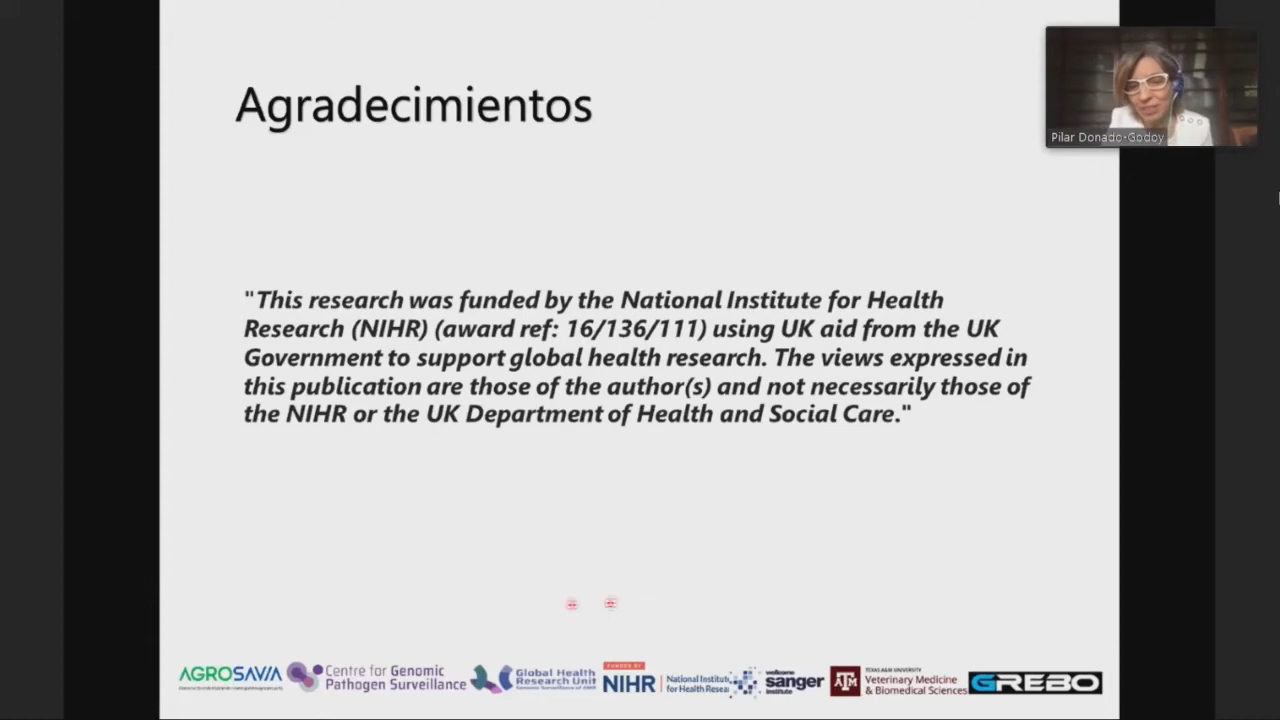 Agradecimientos
Pilar Donado-Godoy
"This research was funded by the National Institute for Health
Research (NIHR) (award ref: 16/136/111) using UK aid from the UK
Government to support global health research. The views expressed in
this publication are those of the author(s) and not necessarily those of
the NIHR or the UK Department of Health and Social Care."
AGROSAVIA
Centre for Genomic
Pathogen Surveillance
Global Health
Research Unit
FUNDED BY
NIHR
National Institute
for Health Resear
wellcome
sanger
institute
ATM
TEXAS A&M UNIVERSITY
Veterinary Medicine
& Biomedical Sciences
GREBO